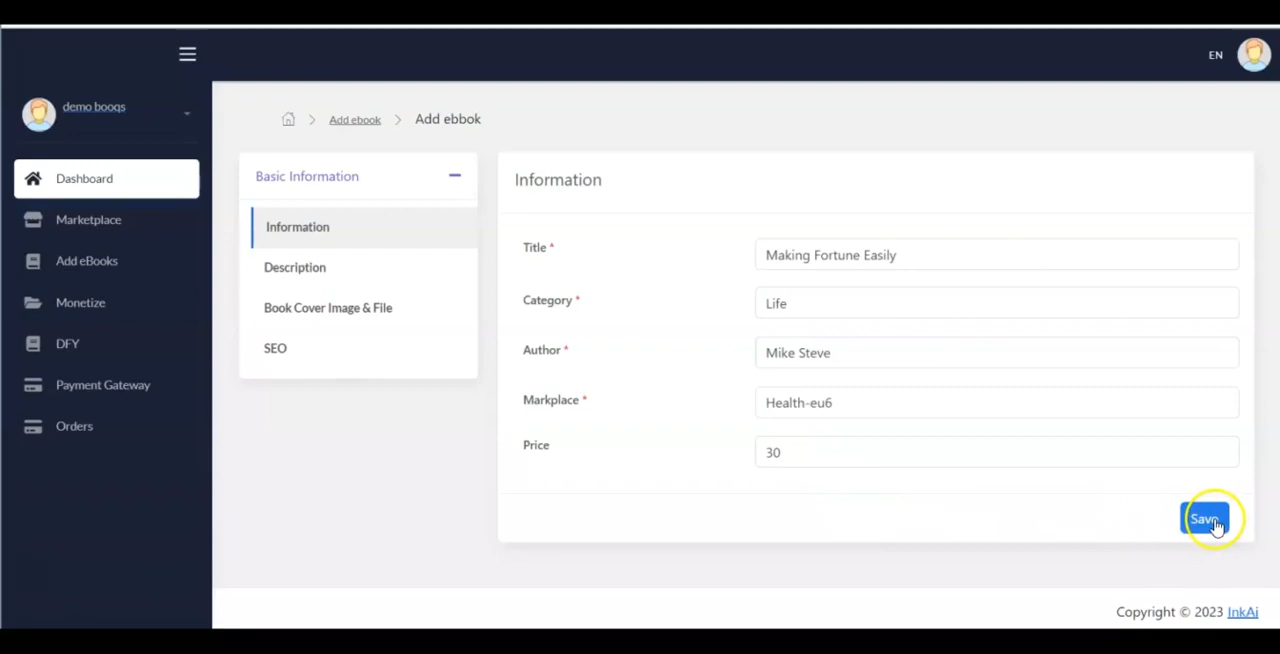 EN
demo booqs
Dashboard
Marketplace
Add eBooks
Monetize
DFY
Payment Gateway
Orders
Add ebook > Add ebbok
Basic Information
Information
Description
Book Cover Image & File
SEO
Information
Title * Making Fortune Easily
Category * Life
Author * Mike Steve
Markplace * Health-eu6
Price 30
Save
Copyright © 2023 InkAi